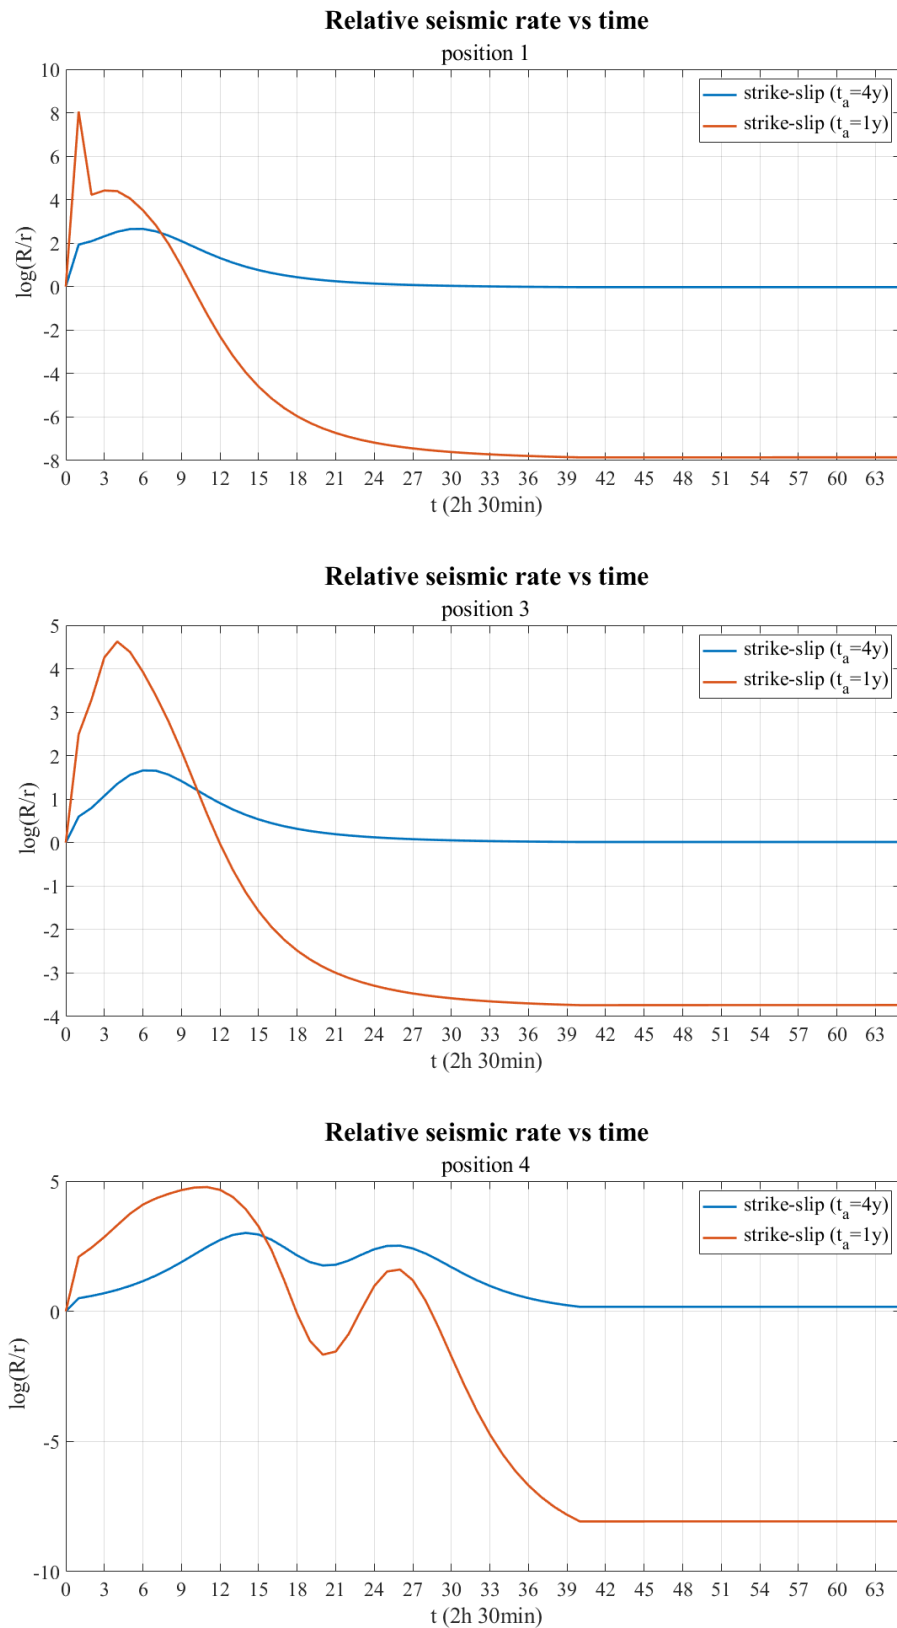 Relative seismic rate vs time
position 1
10
8
6
4
2
0
-2
-4
-6
-8
log(R/r)
strike-slip (t_a=4y)
strike-slip (t_a=1y)
0 3 6 9 12 15 18 21 24 27 30 33 36 39 42 45 48 51 54 57 60 63
t (2h 30min)
Relative seismic rate vs time
position 3
5
4
3
2
1
0
-1
-2
-3
-4
log(R/r)
strike-slip (t_a=4y)
strike-slip (t_a=1y)
0 3 6 9 12 15 18 21 24 27 30 33 36 39 42 45 48 51 54 57 60 63
t (2h 30min)
Relative seismic rate vs time
position 4
5
0
-5
-10
log(R/r)
strike-slip (t_a=4y)
strike-slip (t_a=1y)
0 3 6 9 12 15 18 21 24 27 30 33 36 39 42 45 48 51 54 57 60 63
t (2h 30min)